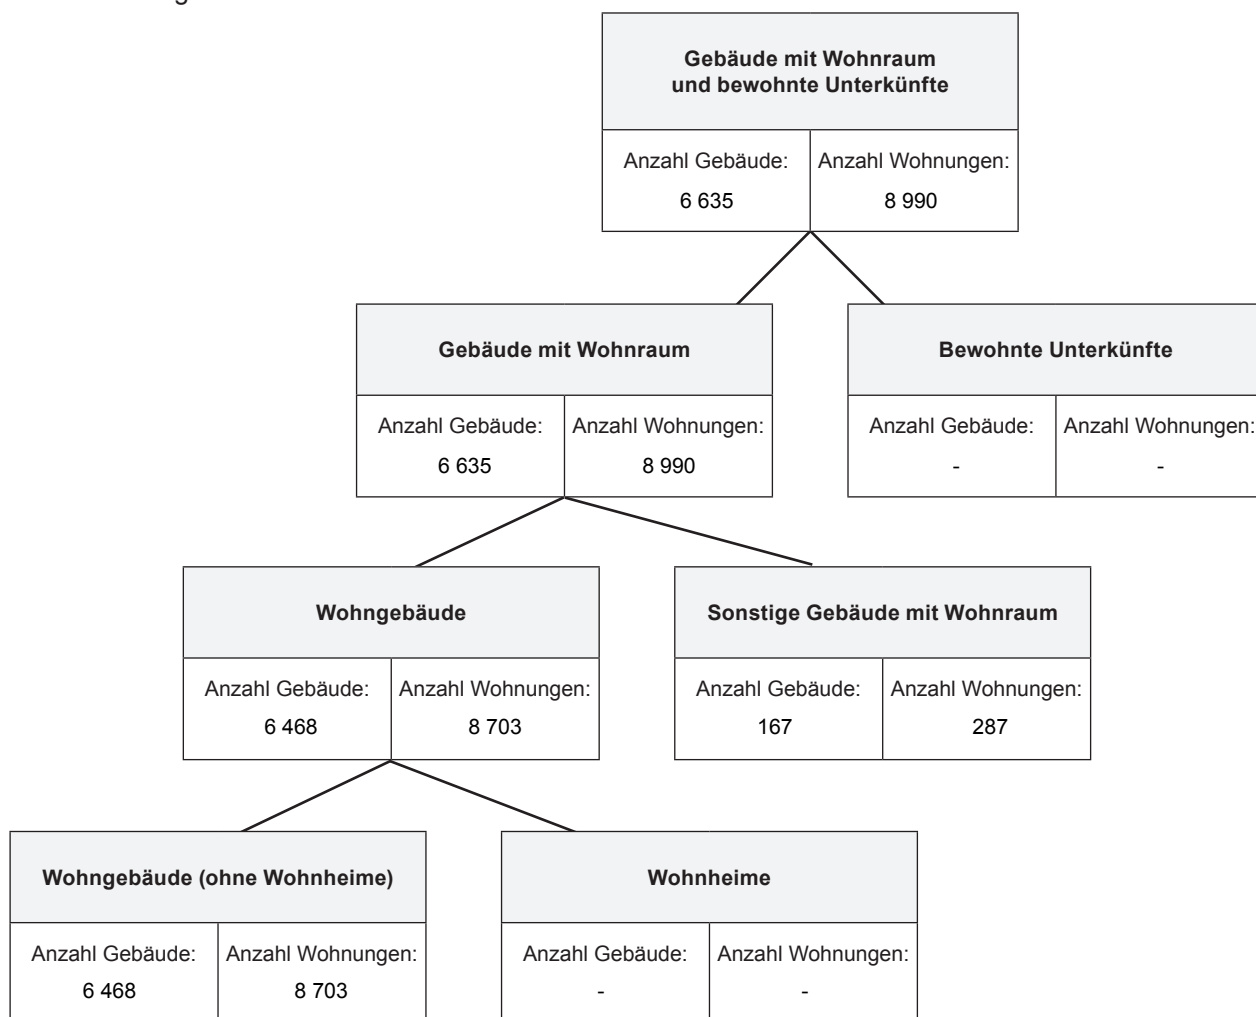 Gebäude mit Wohnraum
und bewohnte Unterkünfte
Anzahl Gebäude: Anzahl Wohnungen:
6 635 8 990
Gebäude mit Wohnraum Bewohnte Unterkünfte
Anzahl Gebäude: Anzahl Wohnungen: Anzahl Gebäude: Anzahl Wohnungen:
6 635 8 990 - -
Wohngebäude Sonstige Gebäude mit Wohnraum
Anzahl Gebäude: Anzahl Wohnungen: Anzahl Gebäude: Anzahl Wohnungen:
6 468 8 703 167 287
Wohngebäude (ohne Wohnheime) Wohnheime
Anzahl Gebäude: Anzahl Wohnungen: Anzahl Gebäude: Anzahl Wohnungen:
6 468 8 703 - -